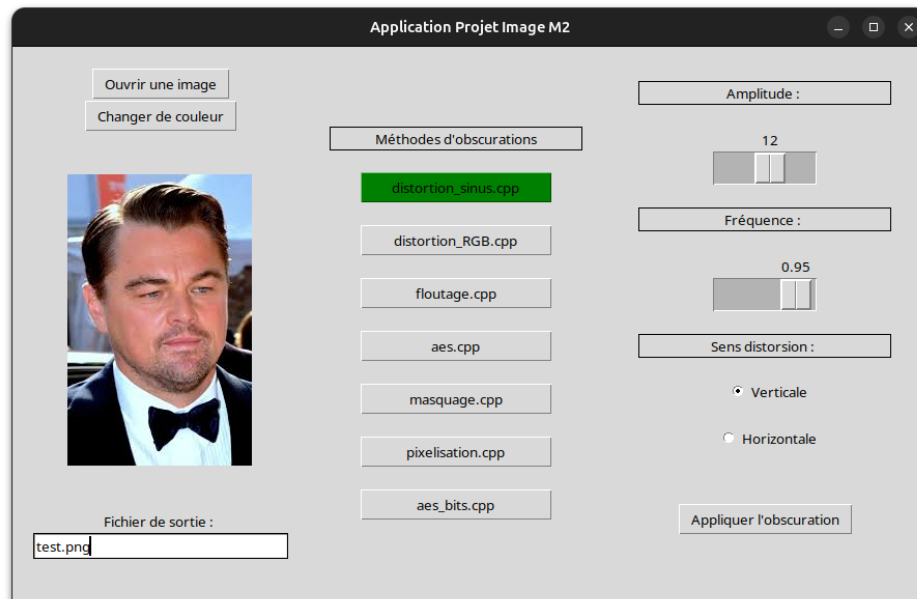 Application Projet Image M2
Ouvrir une image
Changer de couleur
Fichier de sortie :
test.png
Méthodes d'obscurations
distortion_sinus.cpp
distortion_RGB.cpp
floutage.cpp
aes.cpp
masquage.cpp
pixelisation.cpp
aes_bits.cpp
Amplitude :
12
Fréquence :
0.95
Sens distorsion :
Verticale
Horizontale
Appliquer l'obscuration